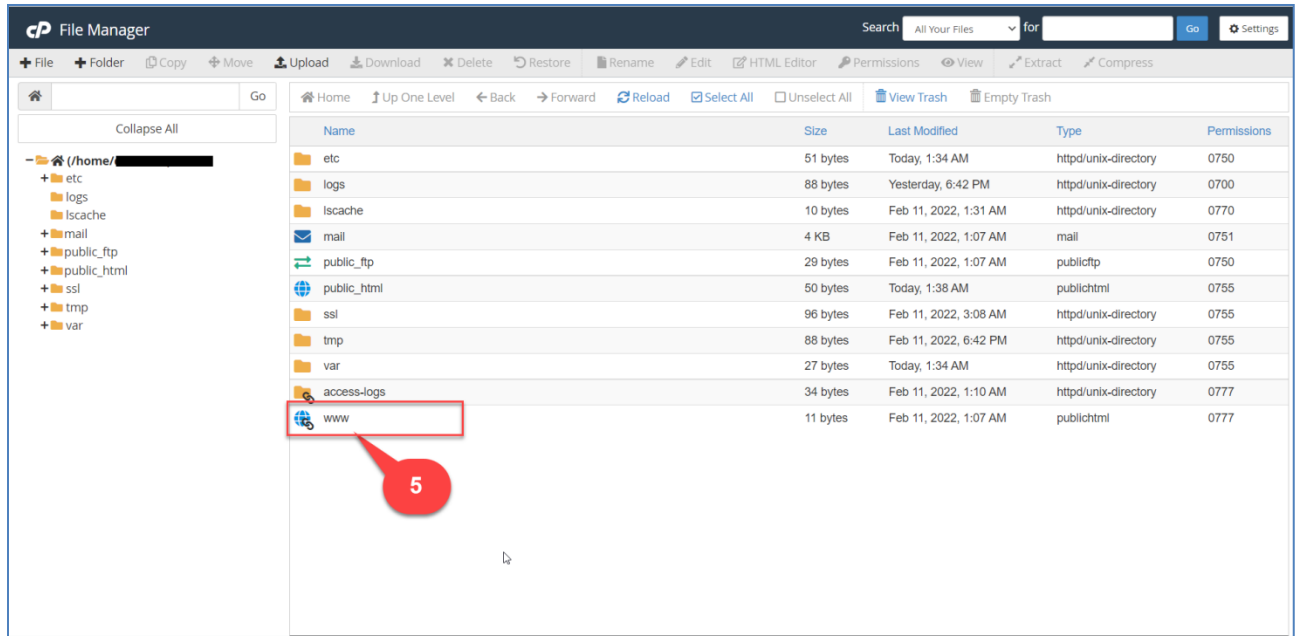 cP File Manager Search All Your Files for Go Settings
+ File + Folder Copy Move Upload Download Delete Restore Rename Edit HTML Editor Permissions View Extract Compress
Go Home Up One Level Back Forward Reload Select All Unselect All View Trash Empty Trash
Collapse All
Name Size Last Modified Type Permissions
(/home/
etc
logs
lscache
mail
public_ftp
public_html
ssl
tmp
var
etc 51 bytes Today, 1:34 AM httpd/unix-directory 0750
logs 88 bytes Yesterday, 6:42 PM httpd/unix-directory 0700
lscache 10 bytes Feb 11, 2022, 1:31 AM httpd/unix-directory 0770
mail 4 KB Feb 11, 2022, 1:07 AM mail 0751
public_ftp 29 bytes Feb 11, 2022, 1:07 AM publicftp 0750
public_html 50 bytes Today, 1:38 AM publichtml 0755
ssl 96 bytes Feb 11, 2022, 3:08 AM httpd/unix-directory 0755
tmp 88 bytes Feb 11, 2022, 6:42 PM httpd/unix-directory 0755
var 27 bytes Today, 1:34 AM httpd/unix-directory 0755
access-logs 34 bytes Feb 11, 2022, 1:10 AM httpd/unix-directory 0777
www 11 bytes Feb 11, 2022, 1:07 AM publichtml 0777
5